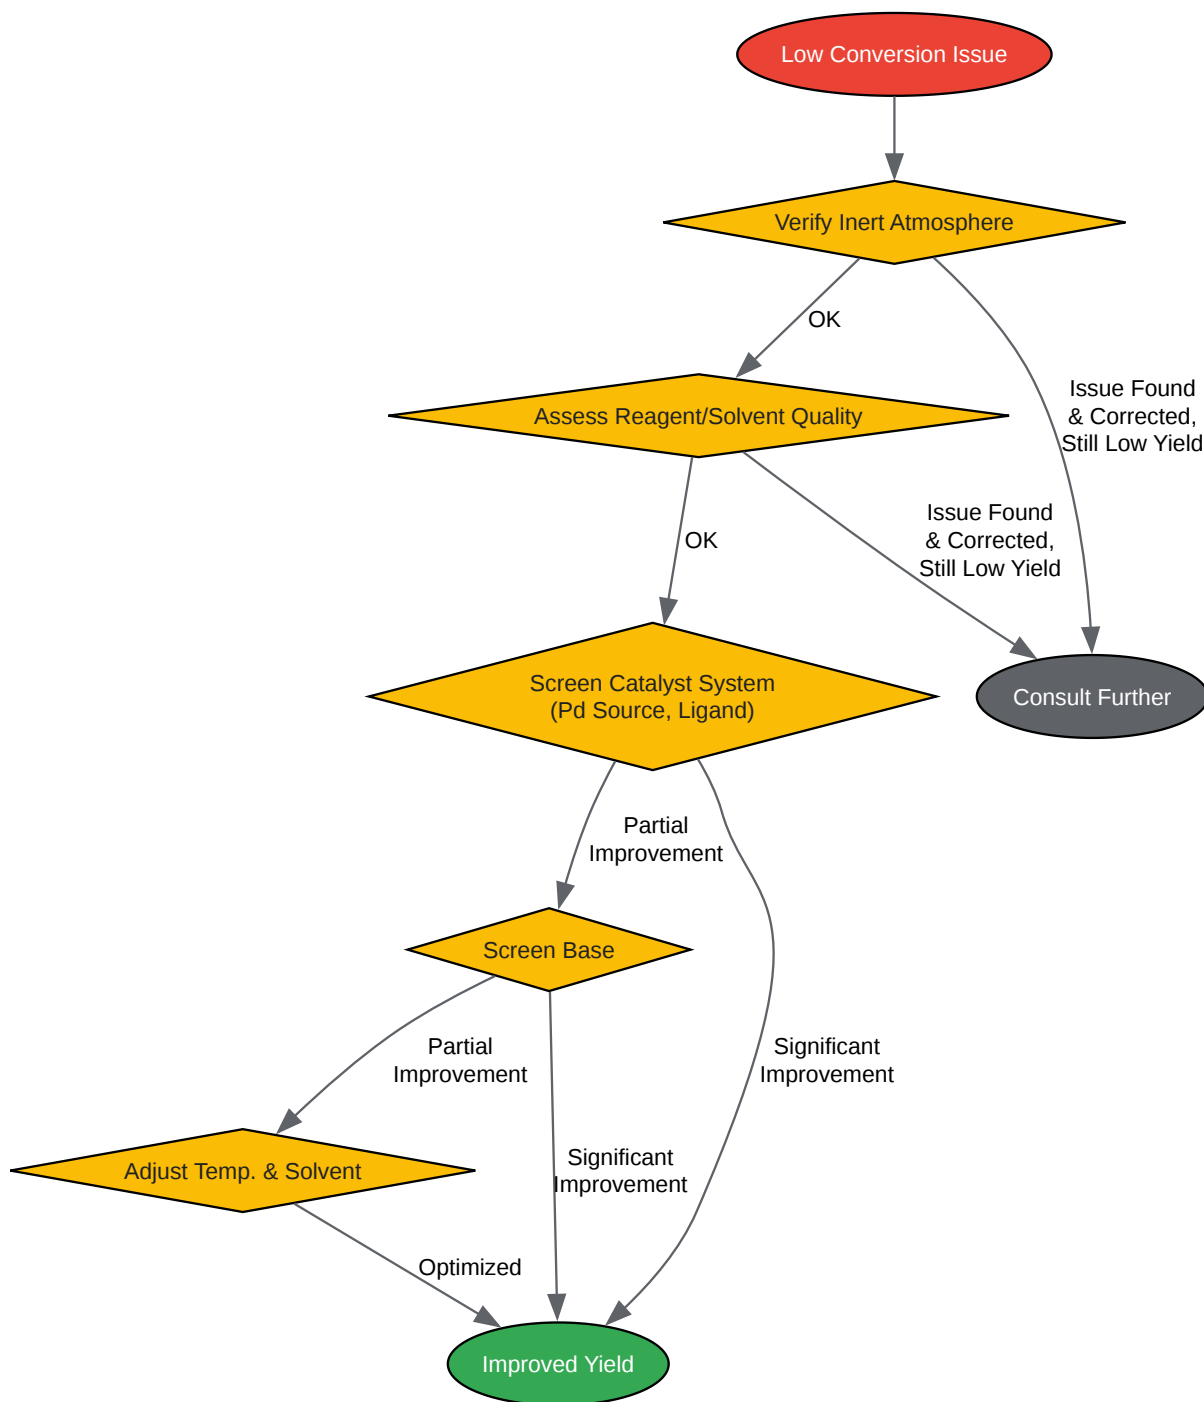 Low Conversion Issue
Verify Inert Atmosphere
OK
Issue Found
& Corrected,
Still Low Yield
Assess Reagent/Solvent Quality
OK
Issue Found
& Corrected,
Still Low Yield
Screen Catalyst System
(Pd Source, Ligand)
Consult Further
Partial
Improvement
Screen Base
Partial
Improvement
Significant
Improvement
Significant
Improvement
Adjust Temp. & Solvent
Optimized
Improved Yield